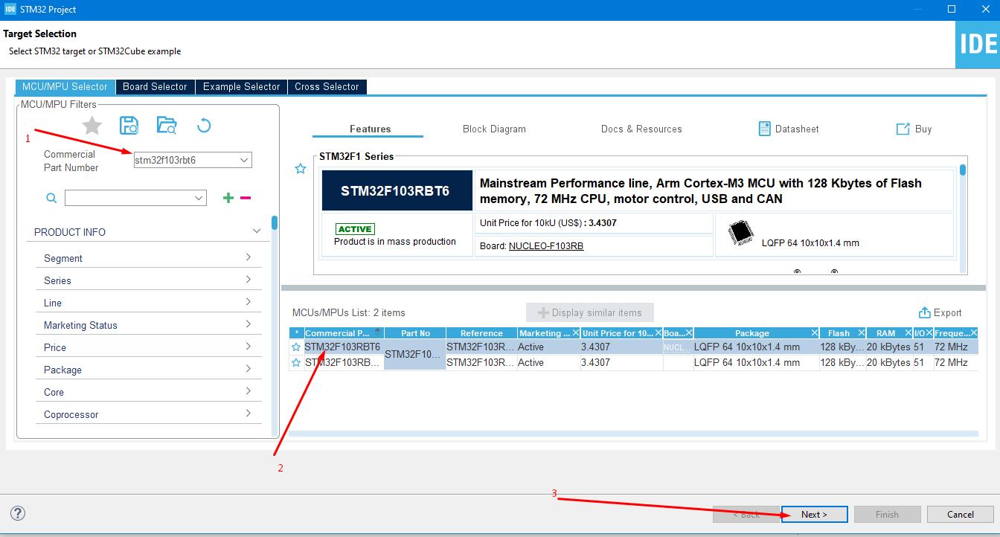 IDE STM32 Project
Target Selection
Select STM32 target or STM32Cube example
IDE
MCU/MPU Selector Board Selector Example Selector Cross Selector
MCU/MPU Filters
1
Commercial
Part Number
stm32f103rbt6
PRODUCT INFO
Segment
Series
Line
Marketing Status
Price
Package
Core
Coprocessor
Features Block Diagram Docs & Resources Datasheet Buy
STM32F1 Series
STM32F103RBT6
Mainstream Performance line, Arm Cortex-M3 MCU with 128 Kbytes of Flash
memory, 72 MHz CPU, motor control, USB and CAN
ACTIVE
Product is in mass production
Unit Price for 10kU (US$) : 3.4307
Board: NUCLEO-F103RB
LQFP 64 10x10x1.4 mm
MCUs/MPUs List: 2 items Display similar items Export
* Commercial P... Part No Reference Marketing ... Unit Price for 10... Boa... Package Flash RAM I/O Freque...
STM32F103RBT6 STM32F10... STM32F103R... Active 3.4307 NUCL... LQFP 64 10x10x1.4 mm 128 kBy... 20 kBytes 51 72 MHz
STM32F103RB... STM32F103R... Active 3.4307 LQFP 64 10x10x1.4 mm 128 kBy... 20 kBytes 51 72 MHz
2
3
? < Back Next > Finish Cancel